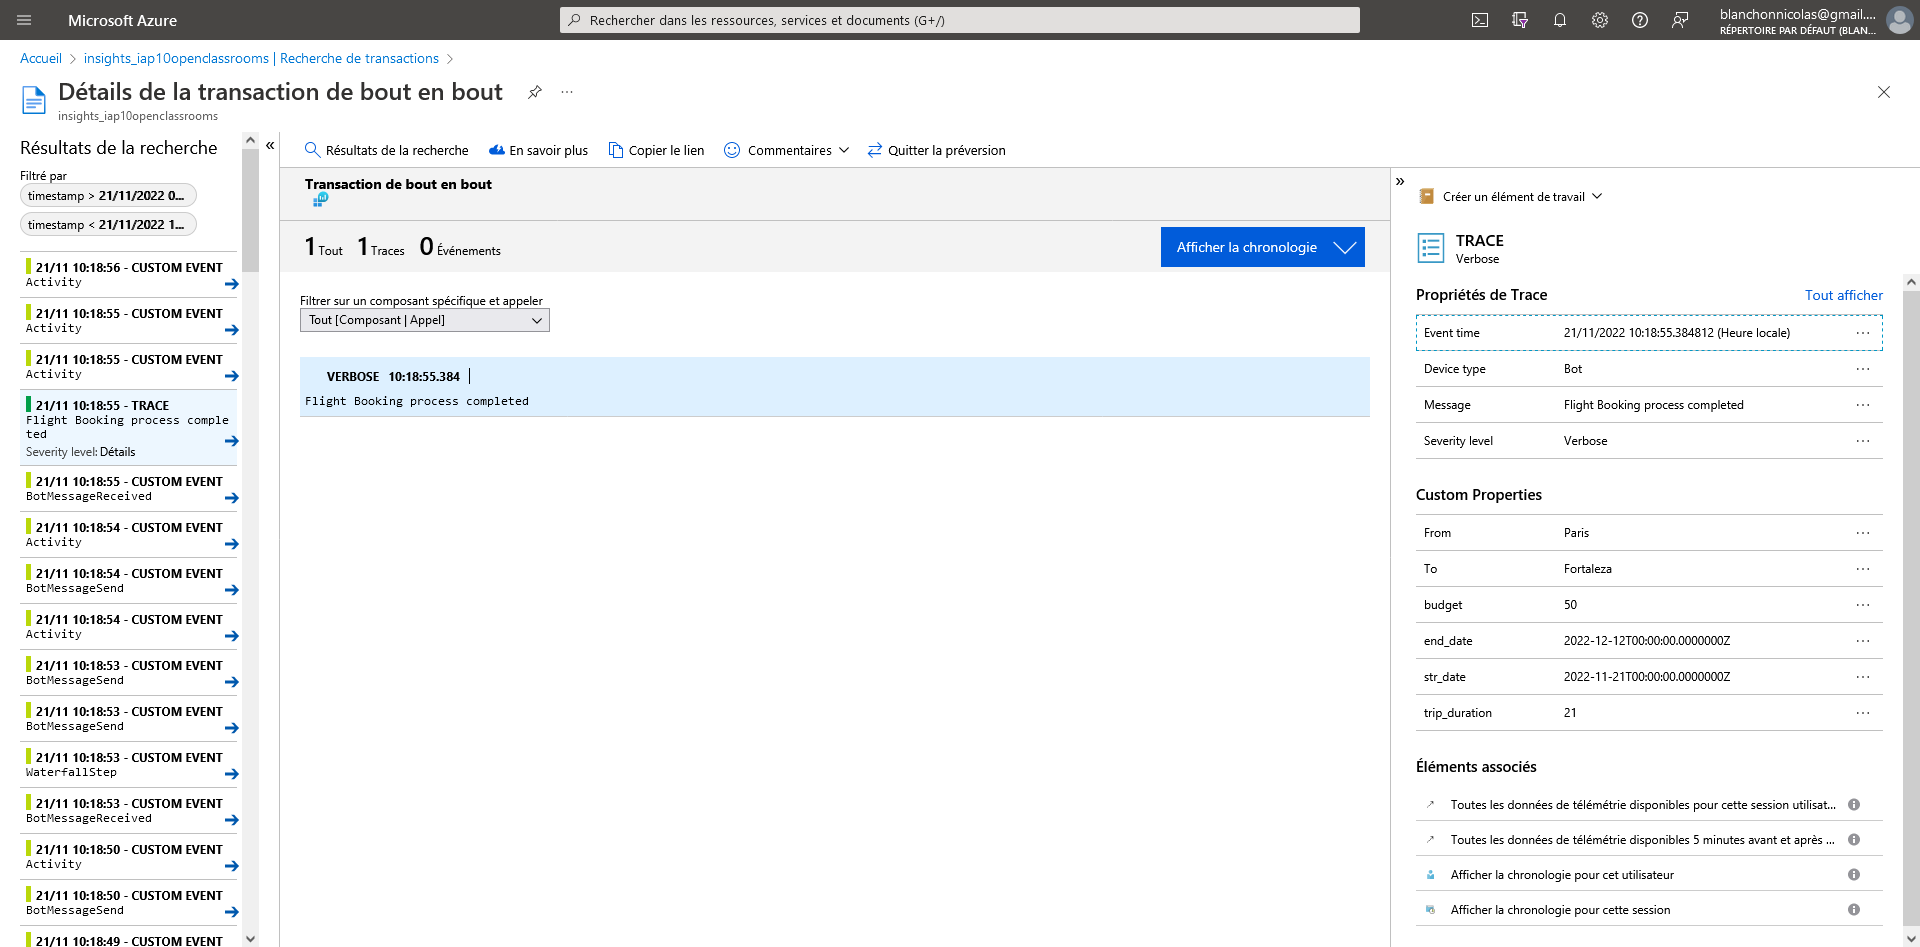 Microsoft Azure
Rechercher dans les ressources, services et documents (G+/)
blanchonnicolas@gmail....
RÉPERTOIRE PAR DÉFAUT (BLAN...
Accueil > insights_iap10openclassrooms | Recherche de transactions >
Détails de la transaction de bout en bout
insights_iap10openclassrooms
Résultats de la recherche
Filtré par
timestamp > 21/11/2022 0...
timestamp < 21/11/2022 1...
21/11 10:18:56 - CUSTOM EVENT
Activity
21/11 10:18:55 - CUSTOM EVENT
Activity
21/11 10:18:55 - CUSTOM EVENT
Activity
21/11 10:18:55 - TRACE
Flight Booking process comple
ted
Severity level: Détails
21/11 10:18:55 - CUSTOM EVENT
BotMessageReceived
21/11 10:18:54 - CUSTOM EVENT
Activity
21/11 10:18:54 - CUSTOM EVENT
BotMessageSend
21/11 10:18:54 - CUSTOM EVENT
Activity
21/11 10:18:53 - CUSTOM EVENT
BotMessageSend
21/11 10:18:53 - CUSTOM EVENT
BotMessageSend
21/11 10:18:53 - CUSTOM EVENT
WaterfallStep
21/11 10:18:53 - CUSTOM EVENT
BotMessageReceived
21/11 10:18:50 - CUSTOM EVENT
Activity
21/11 10:18:50 - CUSTOM EVENT
BotMessageSend
21/11 10:18:49 - CUSTOM EVENT
Résultats de la recherche En savoir plus Copier le lien Commentaires Quitter la préversion
Transaction de bout en bout
1 Tout 1 Traces 0 Événements
Afficher la chronologie
Filtrer sur un composant spécifique et appeler
Tout [Composant | Appel]
VERBOSE 10:18:55.384 |
Flight Booking process completed
Créer un élément de travail
TRACE
Verbose
Propriétés de Trace Tout afficher
Event time 21/11/2022 10:18:55.384812 (Heure locale) ...
Device type Bot ...
Message Flight Booking process completed ...
Severity level Verbose ...
Custom Properties
From Paris ...
To Fortaleza ...
budget 50 ...
end_date 2022-12-12T00:00:00.0000000Z ...
str_date 2022-11-21T00:00:00.0000000Z ...
trip_duration 21 ...
Éléments associés
Toutes les données de télémétrie disponibles pour cette session utilisat...
Toutes les données de télémétrie disponibles 5 minutes avant et après ...
Afficher la chronologie pour cet utilisateur
Afficher la chronologie pour cette session